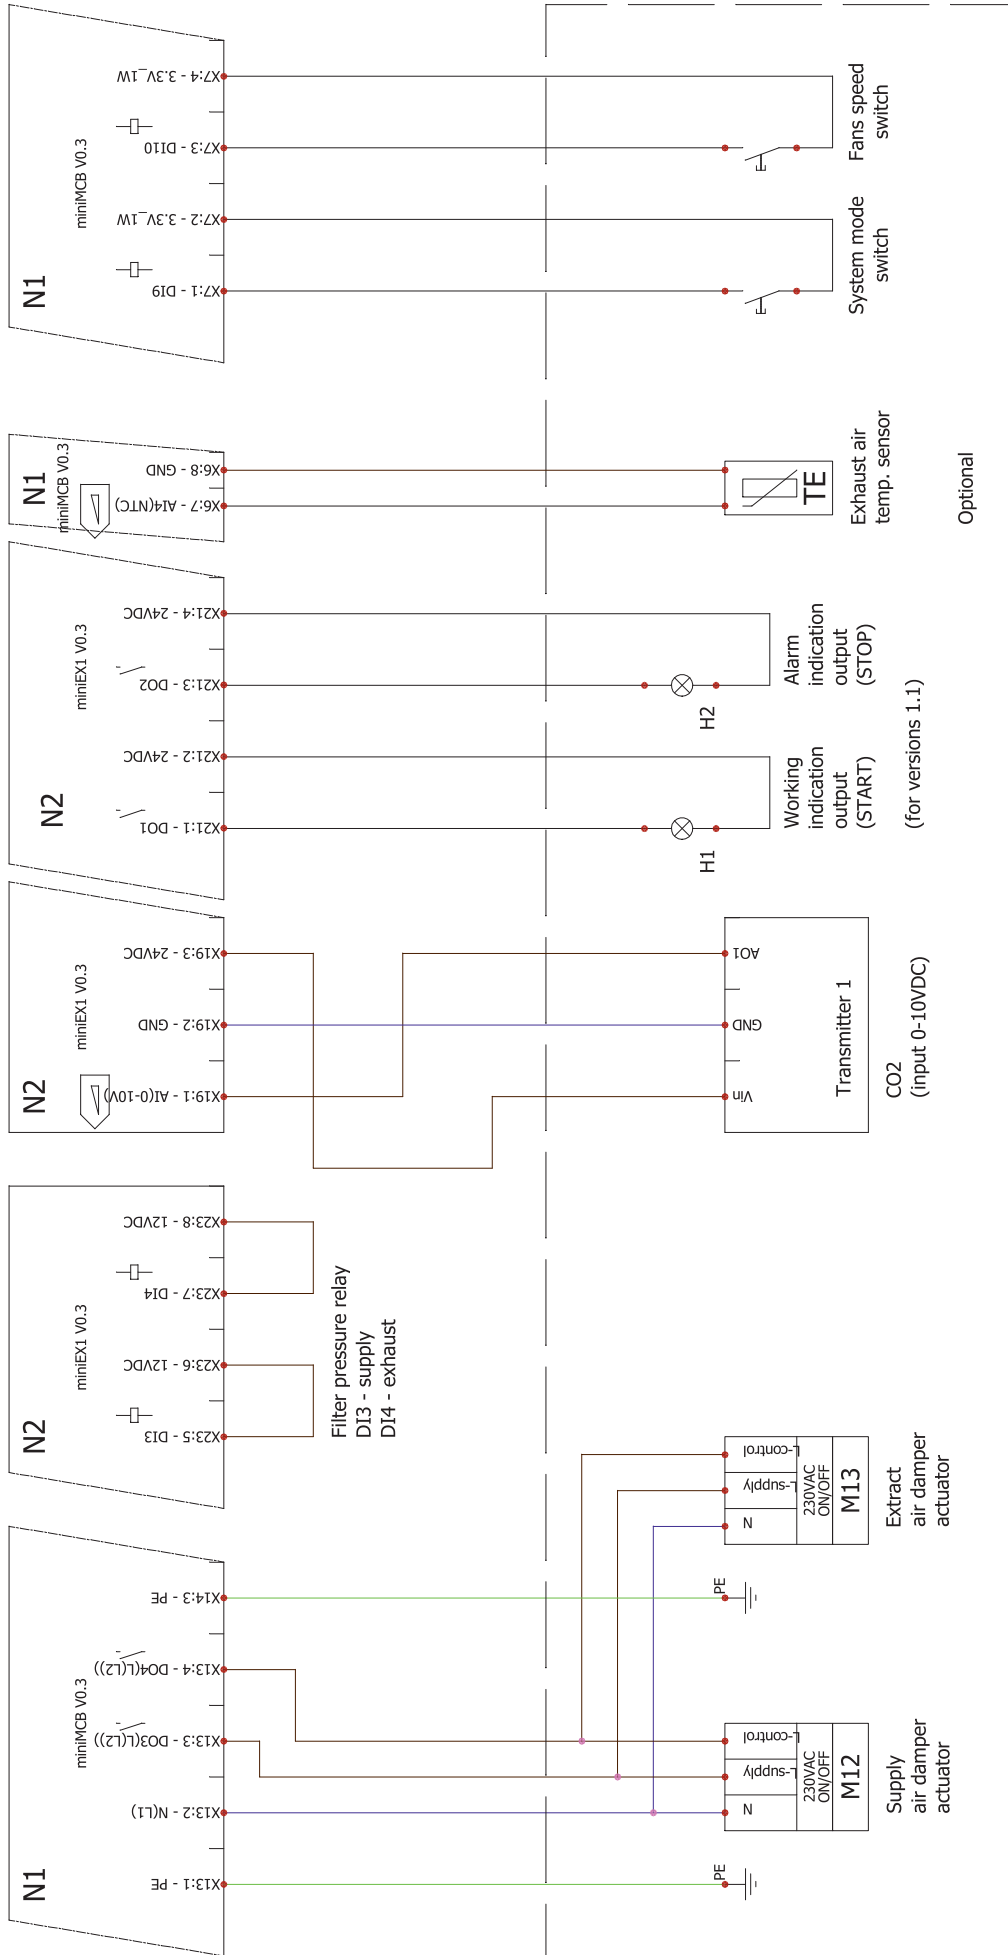 N1
miniMCB V0.3
X7:4 - 3.3V_1W
X7:3 - DI10
X7:2 - 3.3V_1W
X7:1 - DI9
Fans speed
switch
System mode
switch
N1
miniMCB V0.3
X6:8 - GND
X6:7 - AI4(NTC)
TE
Exhaust air
temp. sensor
Optional
N2
miniEX1 V0.3
X21:4 - 24VDC
X21:3 - DO2
X21:2 - 24VDC
X21:1 - DO1
H2
Alarm
indication
output
(STOP)
H1
Working
indication
output
(START)
(for versions 1.1)
N2
miniEX1 V0.3
X19:3 - 24VDC
X19:2 - GND
X19:1 - AI(0-10V)
AO1
GND
Vin
Transmitter 1
CO2
(input 0-10VDC)
N2
miniEX1 V0.3
X23:8 - 12VDC
X23:7 - DI4
X23:6 - 12VDC
X23:5 - DI3
Filter pressure relay
DI3 - supply
DI4 - exhaust
N1
miniMCB V0.3
X14:3 - PE
X13:4 - DO4(L(L2))
X13:3 - DO3(L(L2))
X13:2 - N(L1)
X13:1 - PE
L-control
L-supply
N
230VAC
ON/OFF
M13
Extract
air damper
actuator
PE
L-control
L-supply
N
230VAC
ON/OFF
M12
Supply
air damper
actuator
PE